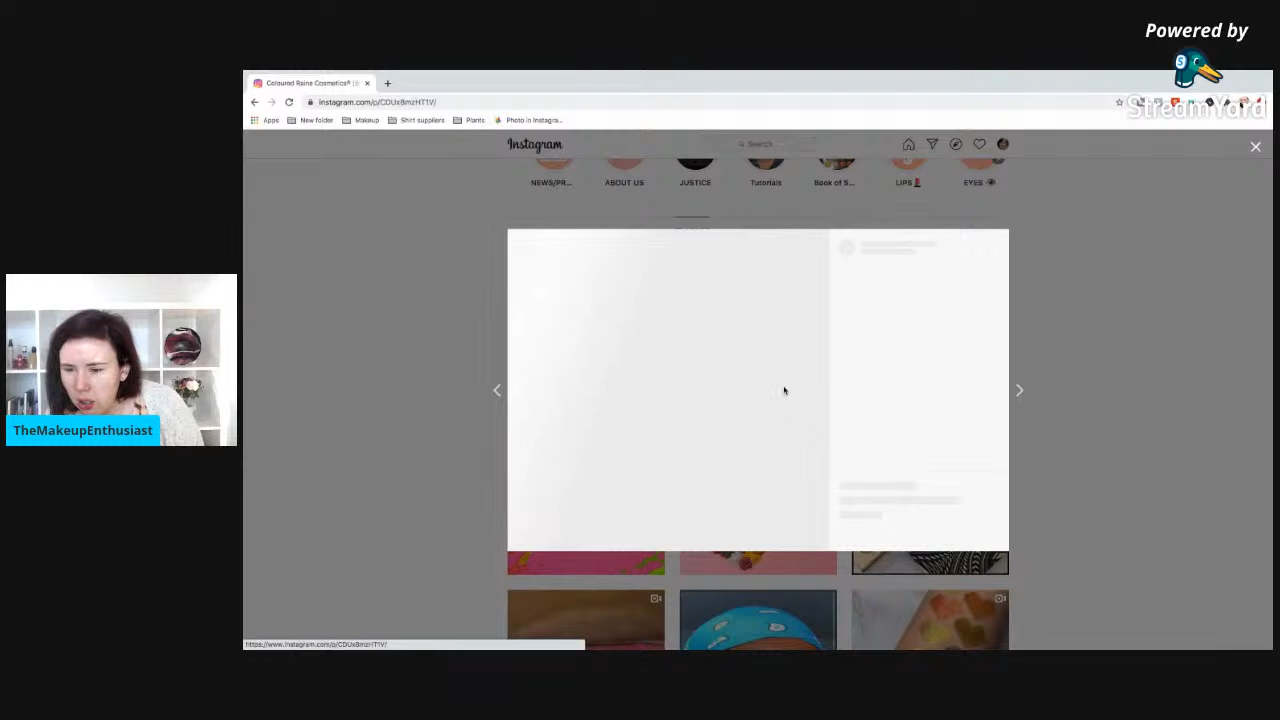 Powered by
StreamYard
Coloured Raine Cosmetics®
instagram.com/p/CDUx8mzHT1V/
Apps New folder Makeup Shirt suppliers Plants Photo in Instagra...
Instagram
Search
NEWS/PR... ABOUT US JUSTICE Tutorials Book of S... LIPS💄 EYES 👁
TheMakeupEnthusiast
https://www.instagram.com/p/CDUx8mzHT1V/